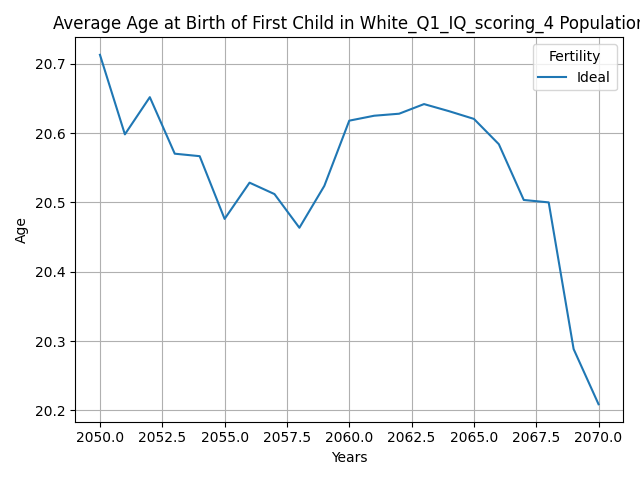 Average Age at Birth of First Child in White_Q1_IQ_scoring_4 Population
Fertility
Ideal
20.7
20.6
20.5
20.4
20.3
20.2
Age
2050.0 2052.5 2055.0 2057.5 2060.0 2062.5 2065.0 2067.5 2070.0
Years